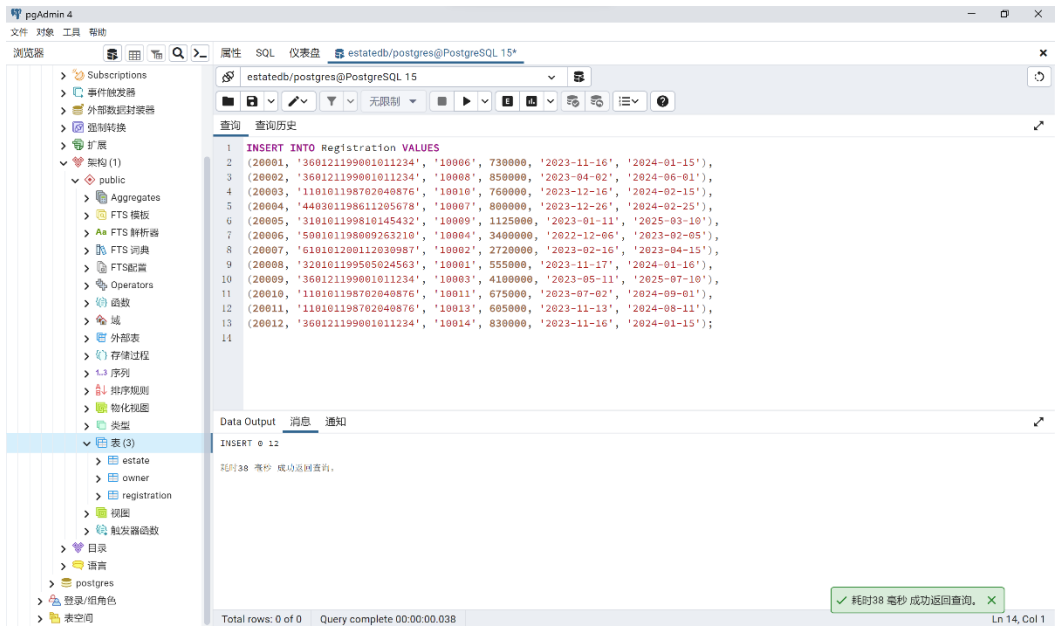 pgAdmin 4
文件 对象 工具 帮助
浏览器
属性 SQL 仪表盘 estatedb/postgres@PostgreSQL 15*
Subscriptions
事件触发器
外部数据封装器
强制转换
扩展
架构 (1)
public
Aggregates
FTS 模板
Aa FTS 解析器
FTS 词典
FTS配置
Operators
函数
域
外部表
存储过程
1..3 序列
排序规则
物化视图
类型
表 (3)
estate
owner
registration
视图
触发器函数
目录
语言
postgres
登录/组角色
表空间
estatedb/postgres@PostgreSQL 15
无限制
E
查询 查询历史
1 INSERT INTO Registration VALUES
2 (20001, '360121199001011234', '10006', 730000, '2023-11-16', '2024-01-15'),
3 (20002, '360121199001011234', '10008', 850000, '2023-04-02', '2024-06-01'),
4 (20003, '110101198702040876', '10010', 760000, '2023-12-16', '2024-02-15'),
5 (20004, '440301198611205678', '10007', 800000, '2023-12-26', '2024-02-25'),
6 (20005, '310101199810145432', '10009', 1125000, '2023-01-11', '2025-03-10'),
7 (20006, '500101198009263210', '10004', 3400000, '2022-12-06', '2023-02-05'),
8 (20007, '610101200112030987', '10002', 2720000, '2023-02-16', '2023-04-15'),
9 (20008, '320101199505024563', '10001', 555000, '2023-11-17', '2024-01-16'),
10 (20009, '360121199001011234', '10003', 4100000, '2023-05-11', '2025-07-10'),
11 (20010, '110101198702040876', '10011', 675000, '2023-07-02', '2024-09-01'),
12 (20011, '110101198702040876', '10013', 605000, '2023-11-13', '2024-08-11'),
13 (20012, '360121199001011234', '10014', 830000, '2023-11-16', '2024-01-15');
14
Data Output 消息 通知
INSERT 0 12
耗时38 毫秒 成功返回查询。
耗时38 毫秒 成功返回查询。
Total rows: 0 of 0 Query complete 00:00:00.038 Ln 14, Col 1